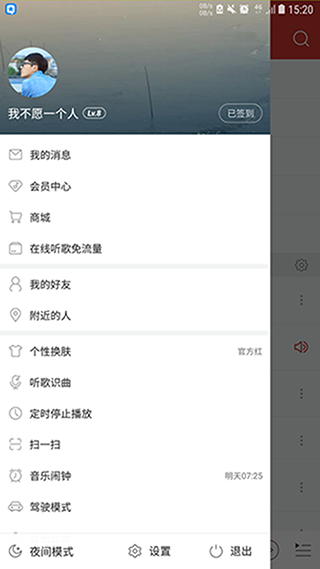 0B/s
0B/s
4G
15:20
我不愿一个人 Lv.8
已签到
我的消息
会员中心
商城
在线听歌免流量
我的好友
附近的人
个性换肤
官方红
听歌识曲
定时停止播放
扫一扫
音乐闹钟
明天07:25
驾驶模式
夜间模式
设置
退出